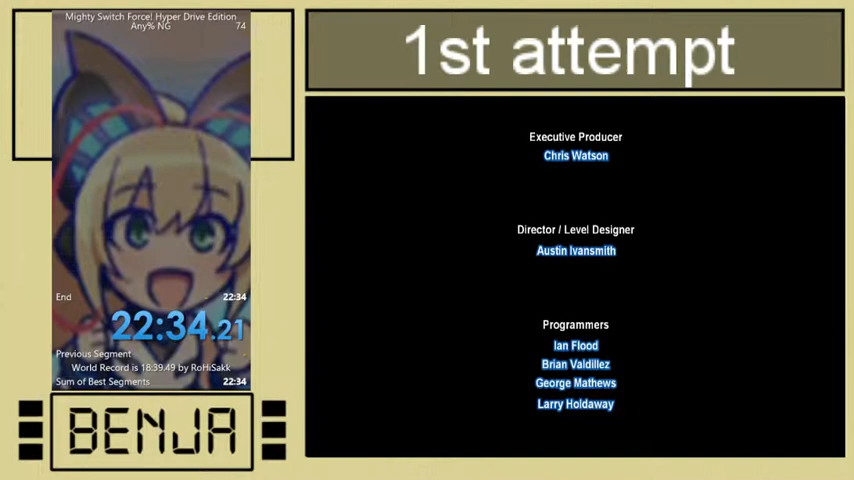 Mighty Switch Force! Hyper Drive Edition
Any% NG 74
End - 22:34
22:34.21
Previous Segment -
World Record is 18:39.49 by RoHiSakk
Sum of Best Segments 22:34
BENJA
1st attempt
Executive Producer
Chris Watson
Director / Level Designer
Austin Ivansmith
Programmers
Ian Flood
Brian Valdillez
George Mathews
Larry Holdaway